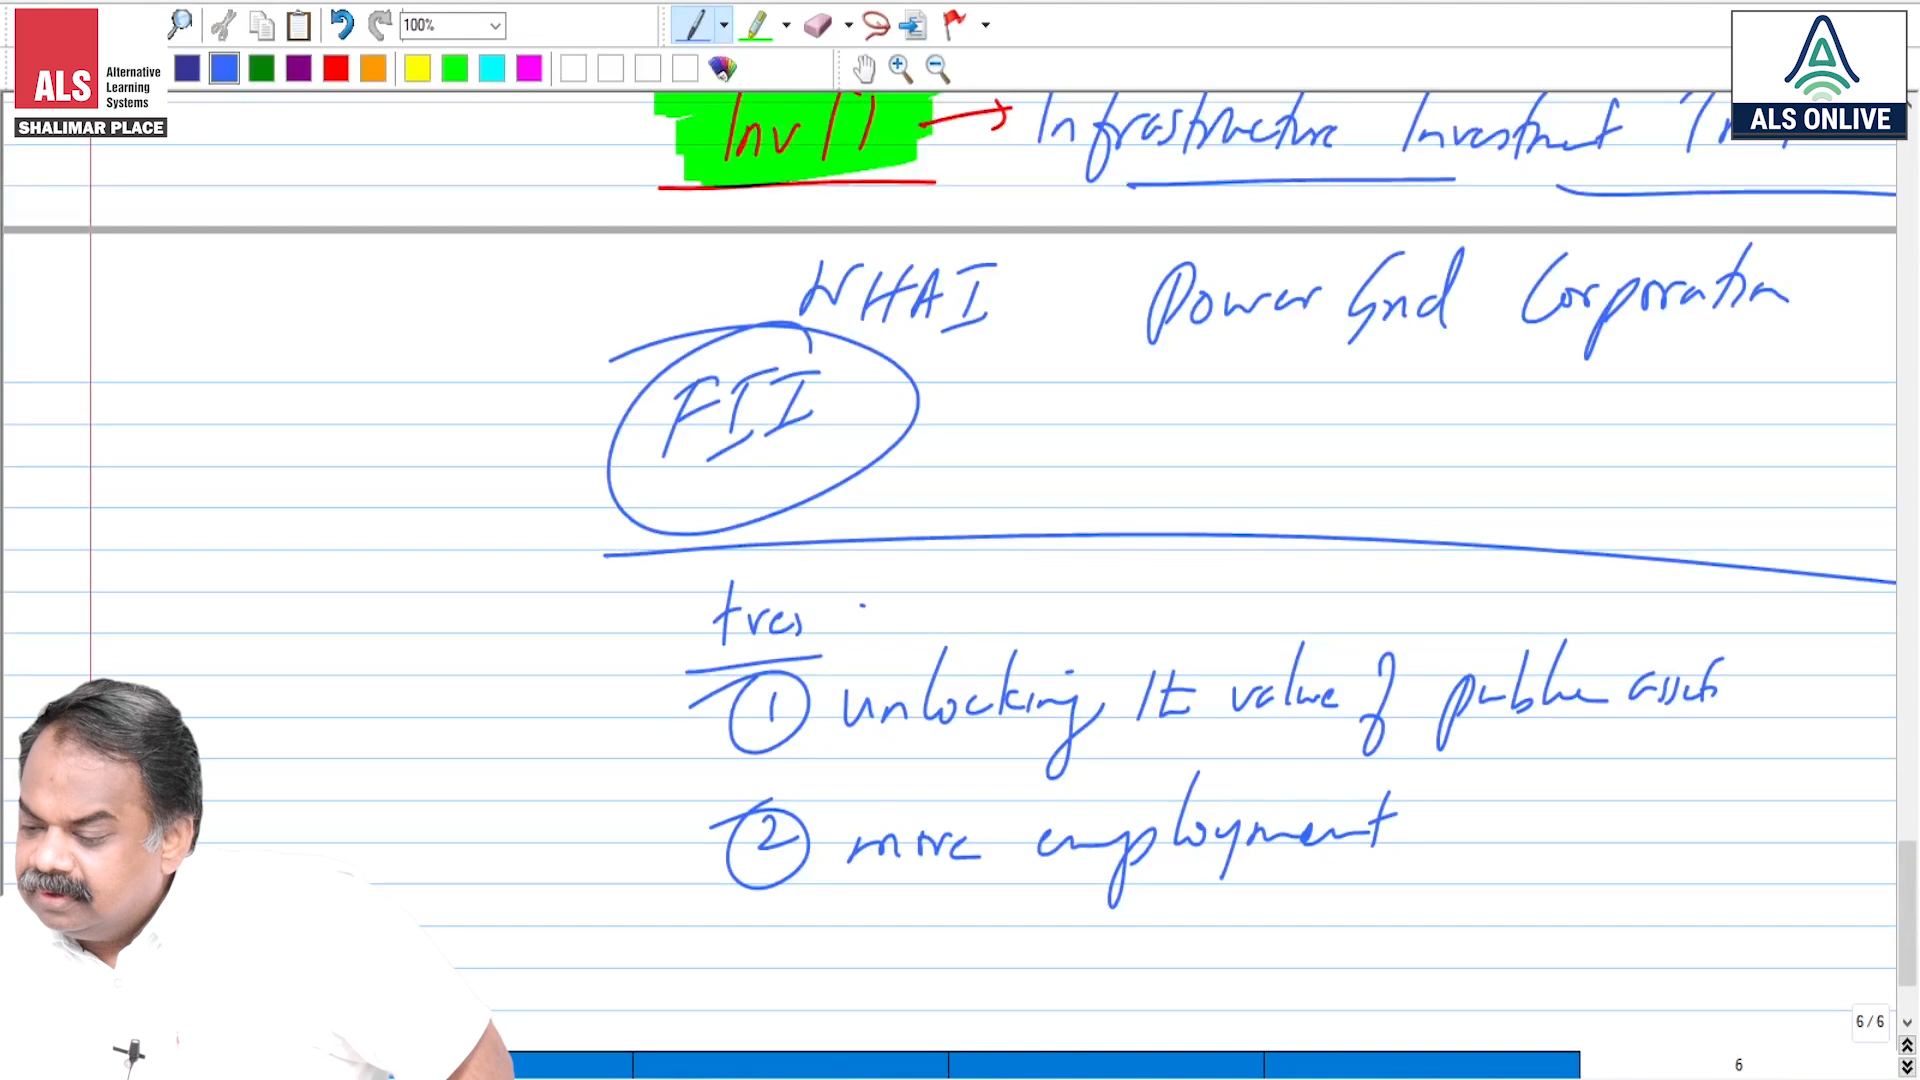 100%
ALS
Alternative
Learning
Systems
SHALIMAR PLACE
ALS ONLIVE
InvIT → Infrastructure Investment
NHAI Power Grid Corporation
FII
+ves
① unlocking the value of public assets
② more employment
6 / 6
6